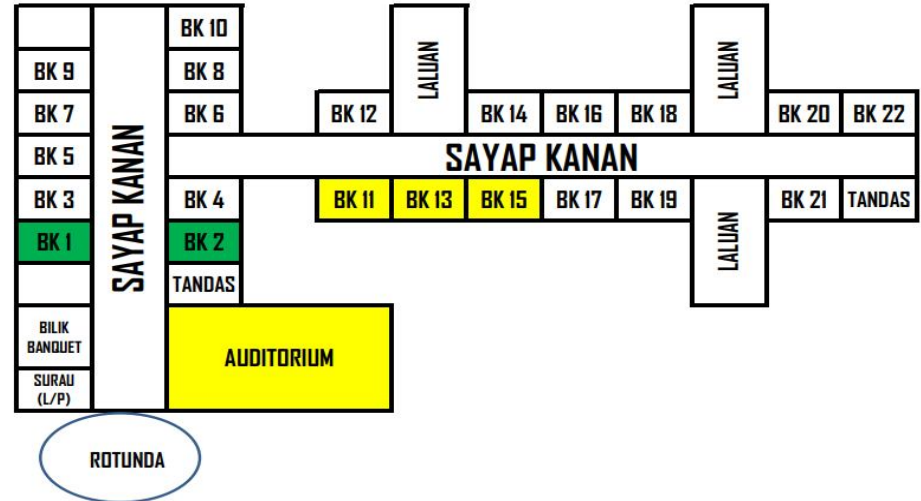 BK 10
BK 9
BK 8
LALUAN
LALUAN
BK 7
BK 6
BK 12
BK 14
BK 16
BK 18
BK 20
BK 22
SAYAP KANAN
BK 5
SAYAP KANAN
BK 3
BK 4
BK 11
BK 13
BK 15
BK 17
BK 19
BK 21
TANDAS
LALUAN
BK 1
BK 2
TANDAS
BILIK
BANQUET
AUDITORIUM
SURAU
(L/P)
ROTUNDA